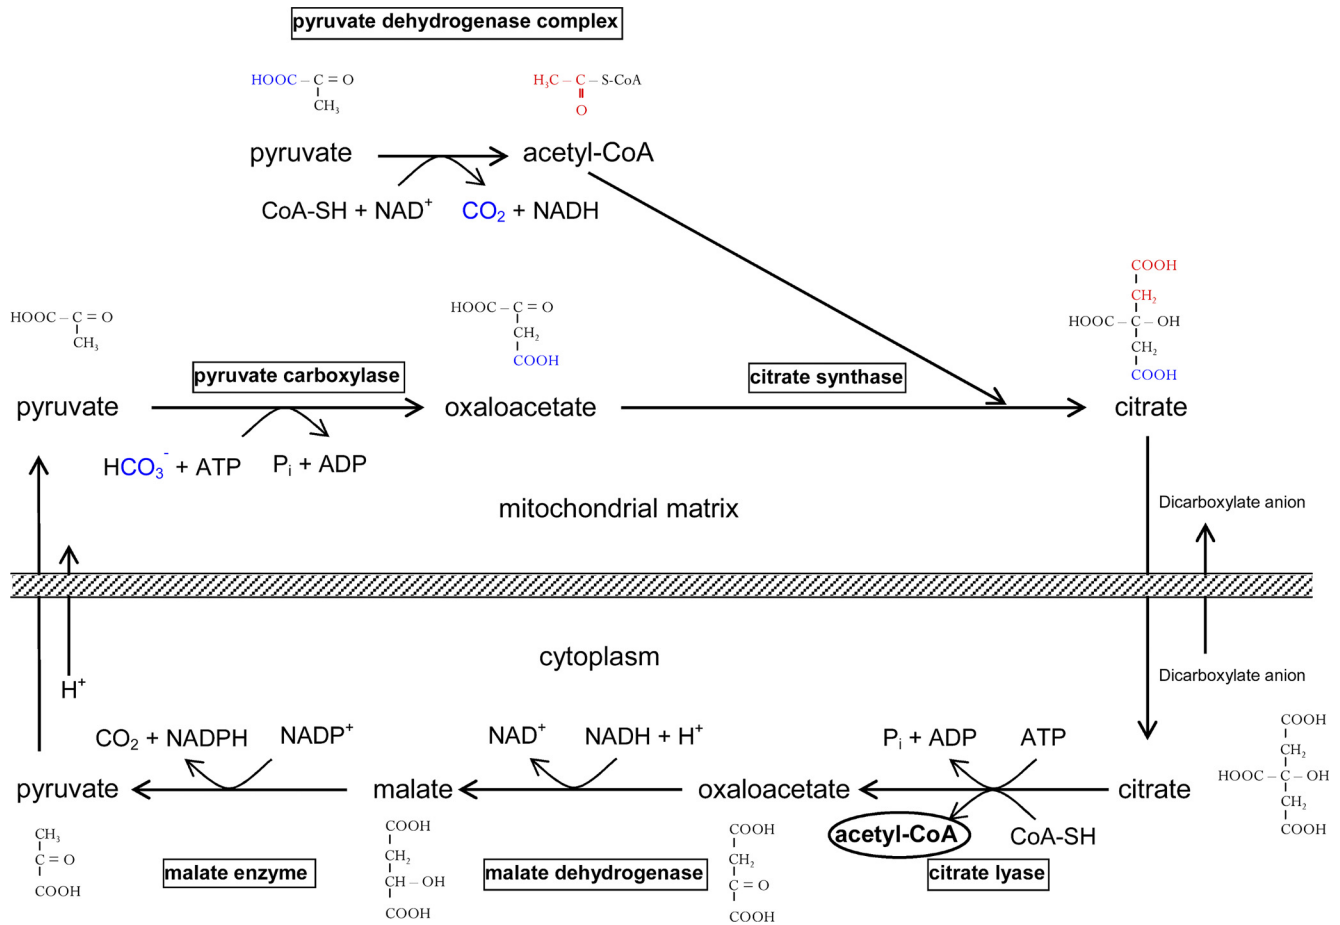 pyruvate dehydrogenase complex
HOOC – C = O
CH₃
H₃C – C – S-CoA
O
pyruvate
acetyl-CoA
CoA-SH + NAD⁺
CO₂ + NADH
COOH
CH₂
HOOC – C – OH
CH₂
COOH
HOOC – C = O
CH₃
HOOC – C = O
CH₂
COOH
pyruvate carboxylase
citrate synthase
pyruvate
oxaloacetate
citrate
HCO₃⁻ + ATP
Pᵢ + ADP
mitochondrial matrix
Dicarboxylate anion
cytoplasm
Dicarboxylate anion
H⁺
CO₂ + NADPH
NADP⁺
NAD⁺
NADH + H⁺
Pᵢ + ADP
ATP
pyruvate
malate
oxaloacetate
citrate
COOH
CH₂
HOOC – C – OH
CH₂
COOH
acetyl-CoA
CoA-SH
CH₃
C = O
COOH
malate enzyme
COOH
CH₂
CH – OH
COOH
malate dehydrogenase
COOH
CH₂
C = O
COOH
citrate lyase